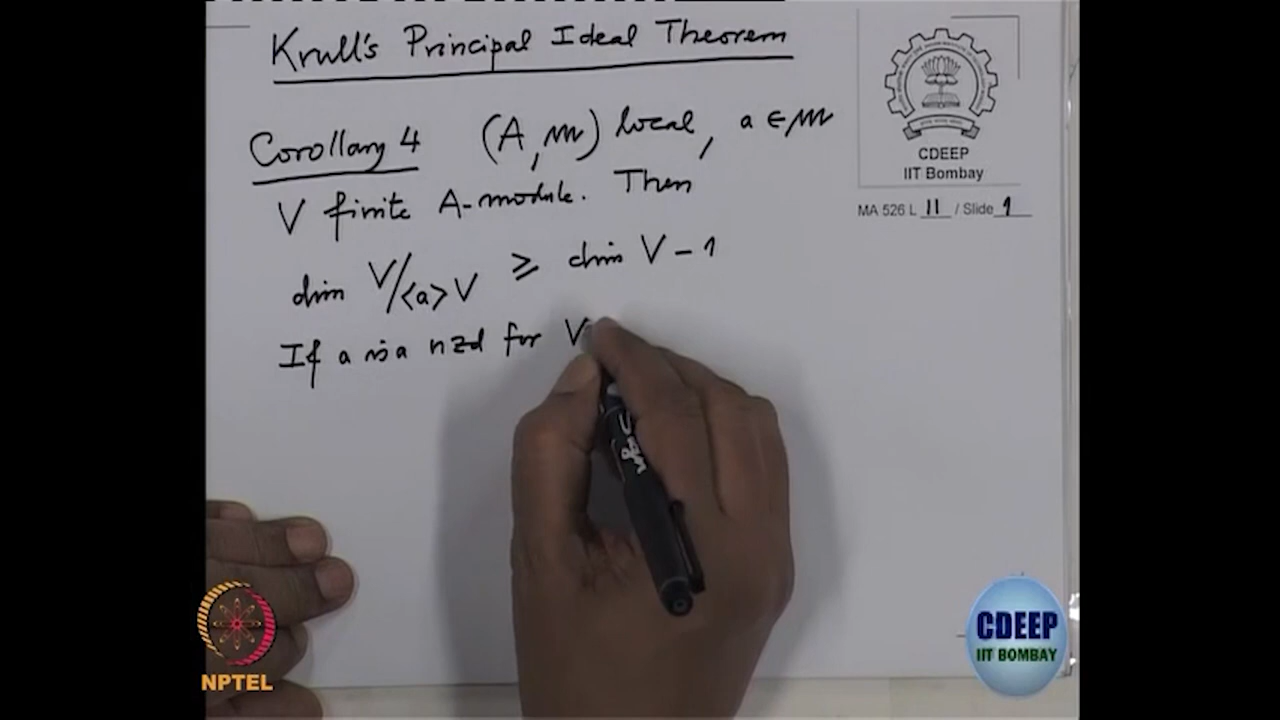 Krull's Principal Ideal Theorem
Corollary 4 (A, m) local, a ∈ m
V finite A-module. Then
dim V/<a>V ≥ dim V - 1
If a is a nzd for V
CDEEP
IIT Bombay
MA 526 L 11 / Slide 1
NPTEL
CDEEP
IIT BOMBAY